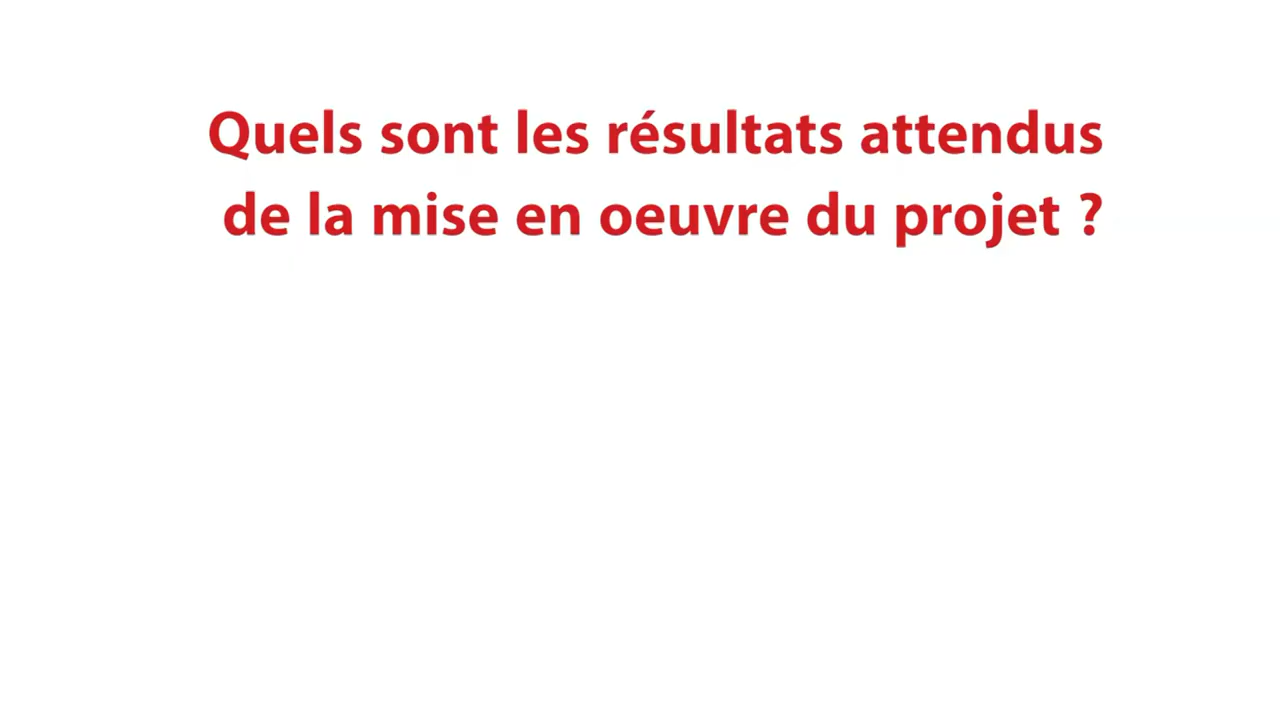 Quels sont les résultats attendus
de la mise en oeuvre du projet ?